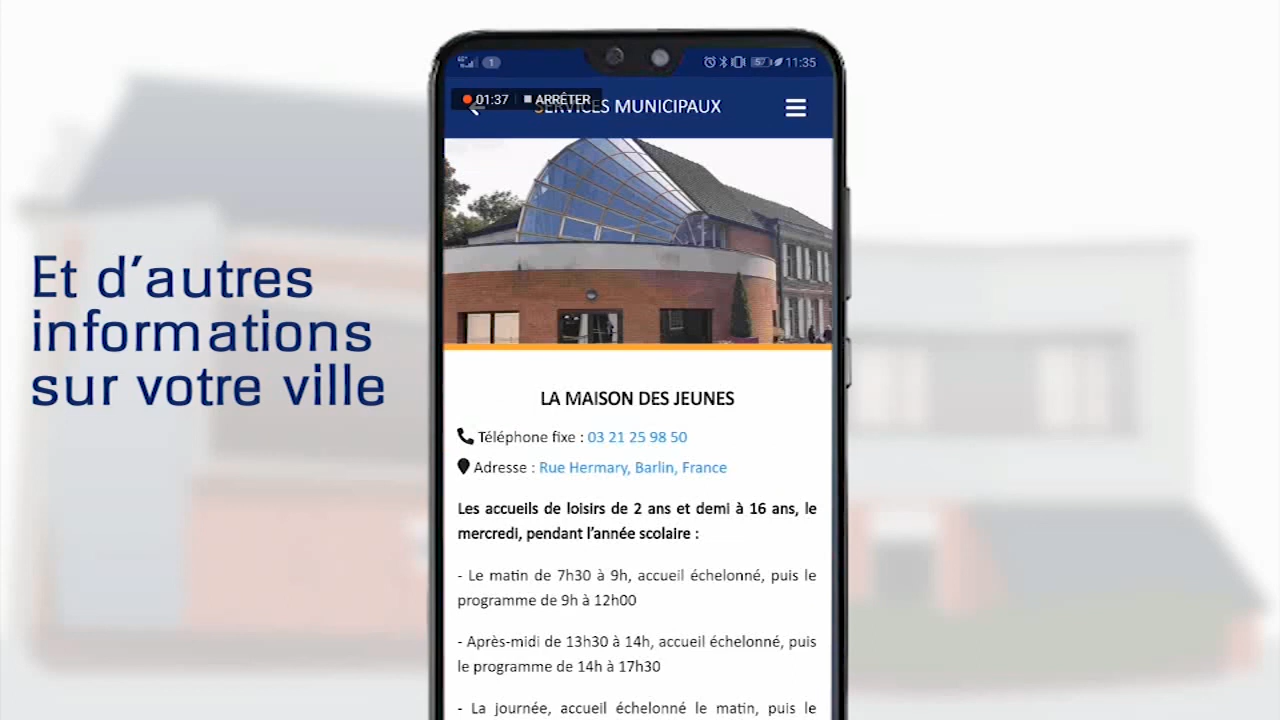 Et d'autres
informations
sur votre ville
1
57
11:35
01:37
ARRÊTER
SERVICES MUNICIPAUX
LA MAISON DES JEUNES
Téléphone fixe : 03 21 25 98 50
Adresse : Rue Hermary, Barlin, France
Les accueils de loisirs de 2 ans et demi à 16 ans, le
mercredi, pendant l'année scolaire :
- Le matin de 7h30 à 9h, accueil échelonné, puis le
programme de 9h à 12h00
- Après-midi de 13h30 à 14h, accueil échelonné, puis
le programme de 14h à 17h30
- La journée, accueil échelonné le matin, puis le